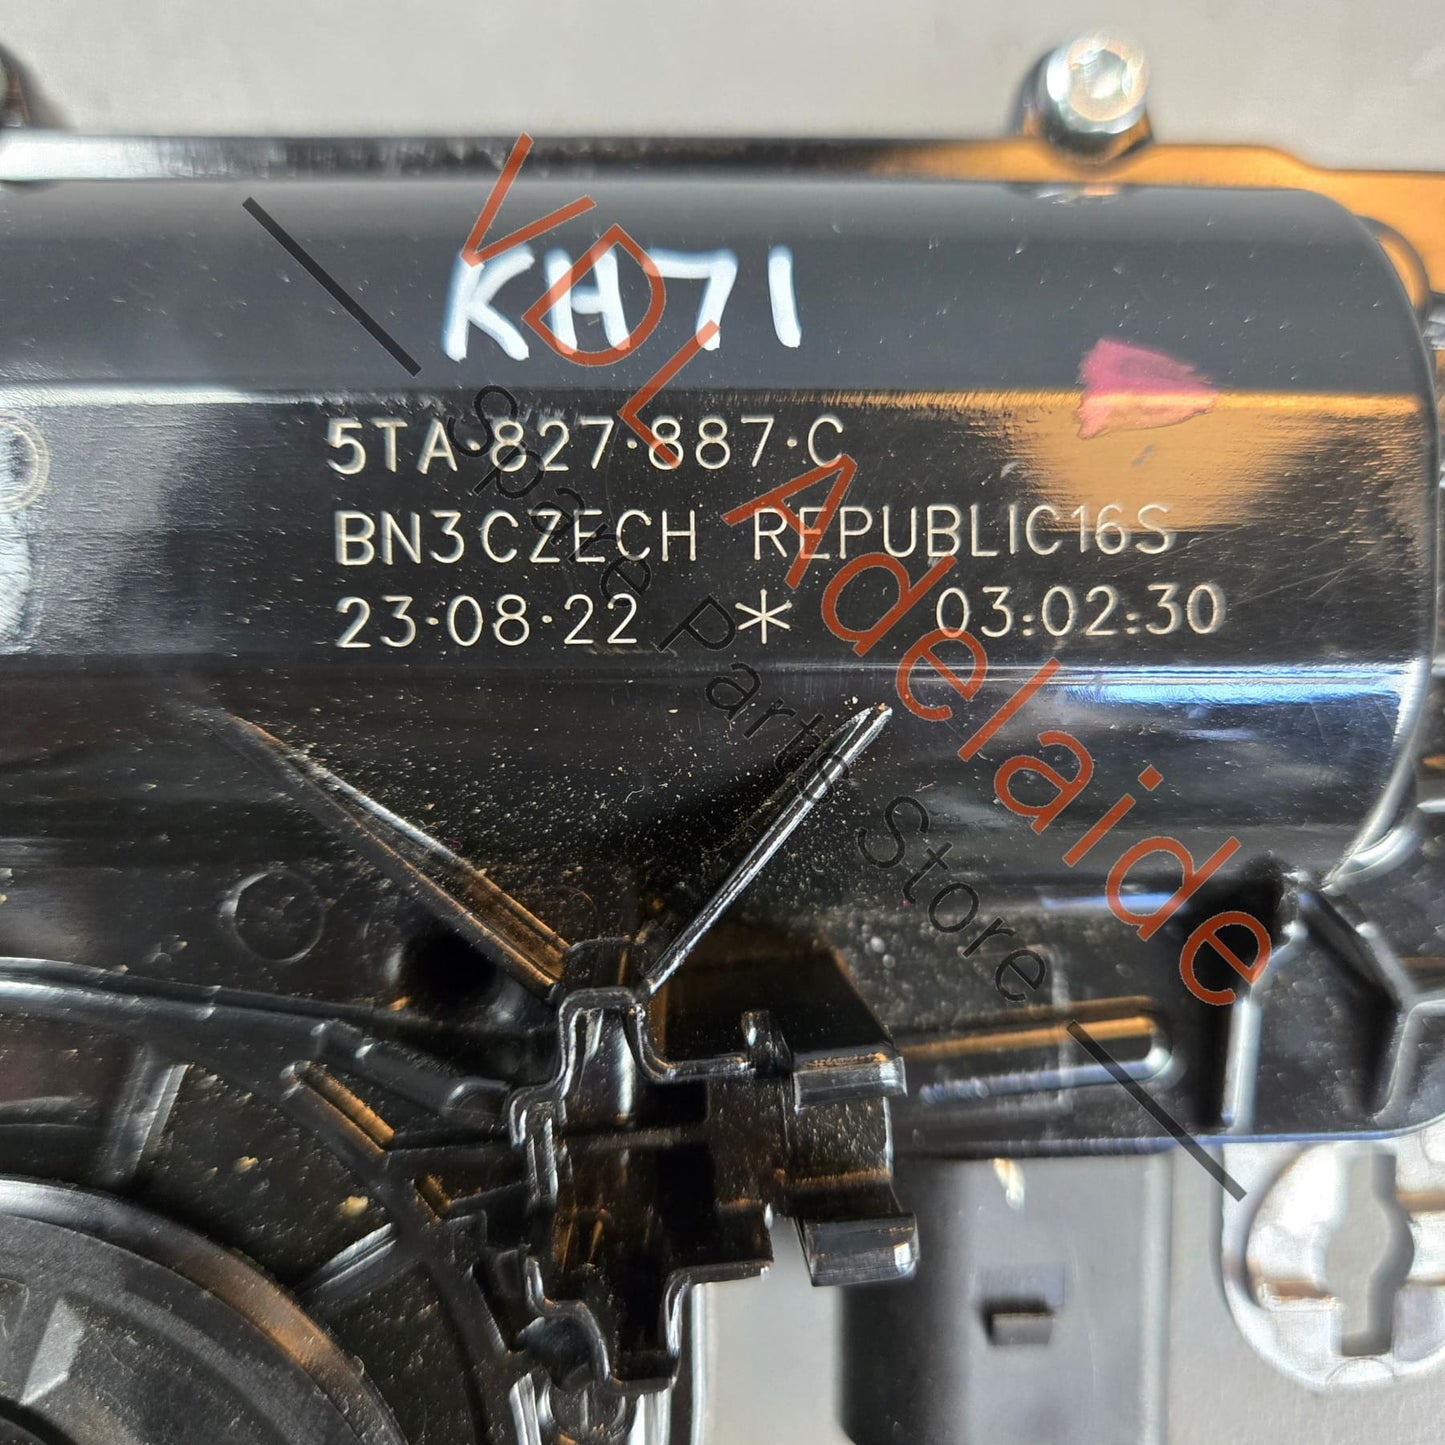 KH71
5TA·827·887·C
BN3CZECH REPUBLIC16S
23·08·22 * 03:02:30
VDL Adelaide
Spare Parts Store